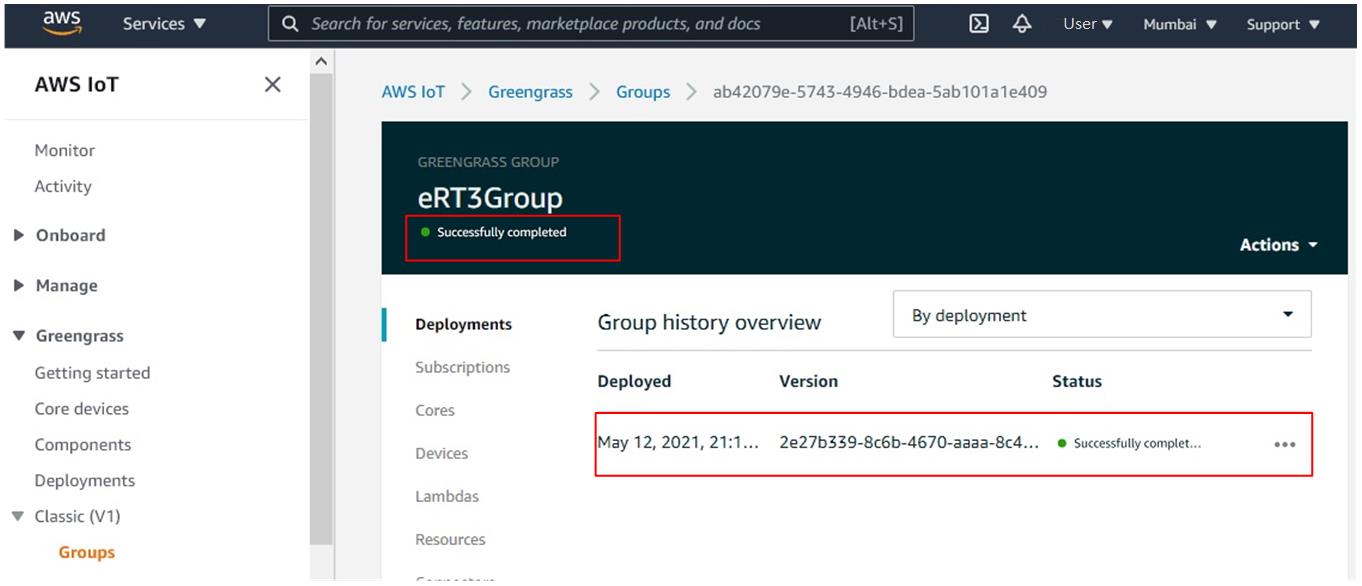 aws Services Search for services, features, marketplace products, and docs [Alt+S] User Mumbai Support
AWS IoT
Monitor
Activity
Onboard
Manage
Greengrass
Getting started
Core devices
Components
Deployments
Classic (V1)
Groups
AWS IoT Greengrass Groups ab42079e-5743-4946-bdea-5ab101a1e409
GREENGRASS GROUP
eRT3Group
Successfully completed
Actions
Deployments
Subscriptions
Cores
Devices
Lambdas
Resources
Connectors
Group history overview By deployment
Deployed Version Status
May 12, 2021, 21:1... 2e27b339-8c6b-4670-aaaa-8c4... Successfully complet...